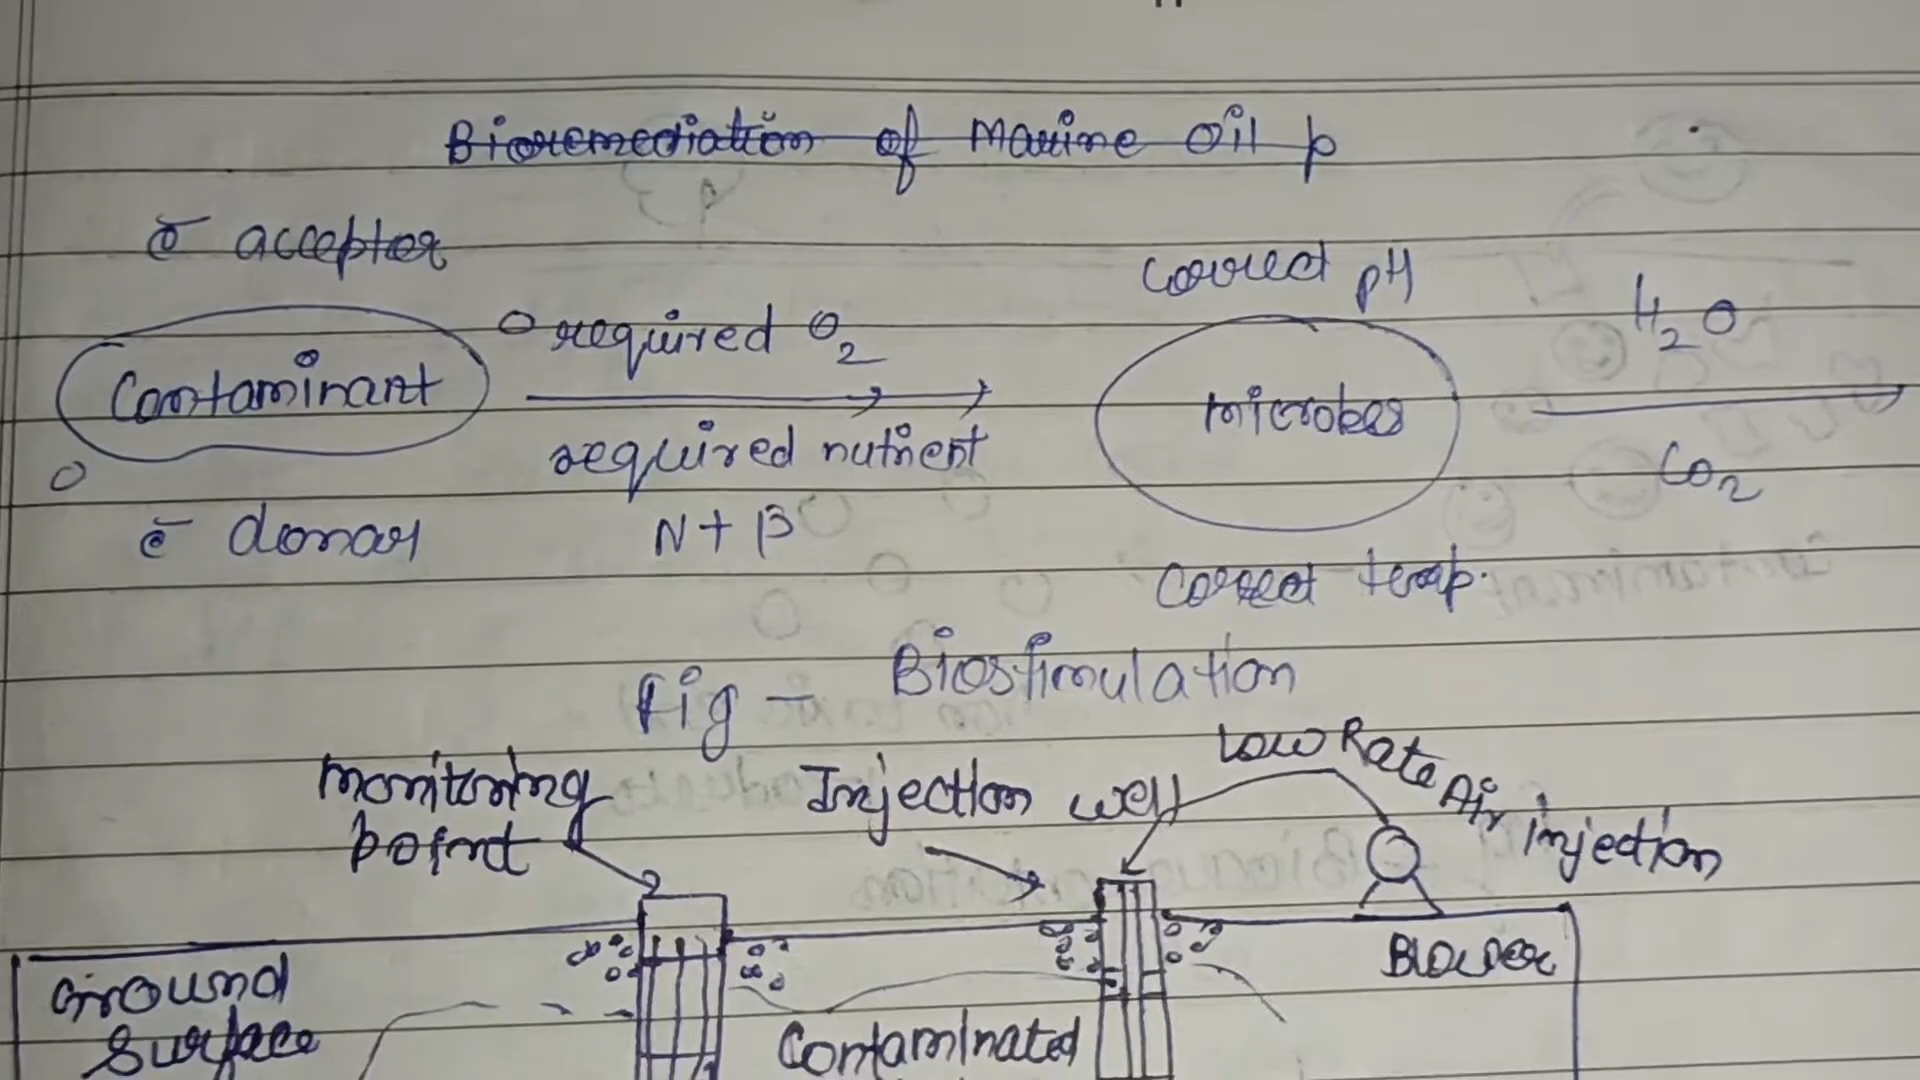 Bioremediation of Marine Oil p
e⁻ acceptor
Correct pH
required O₂
H₂O
Contaminant
microbes
required nutrient
CO₂
e⁻ donar
N + P
Correct temp.
Fig - Biostimulation
Low Rate Air injection
monitoring point
Injection well
Blower
Ground Surface
Contaminated